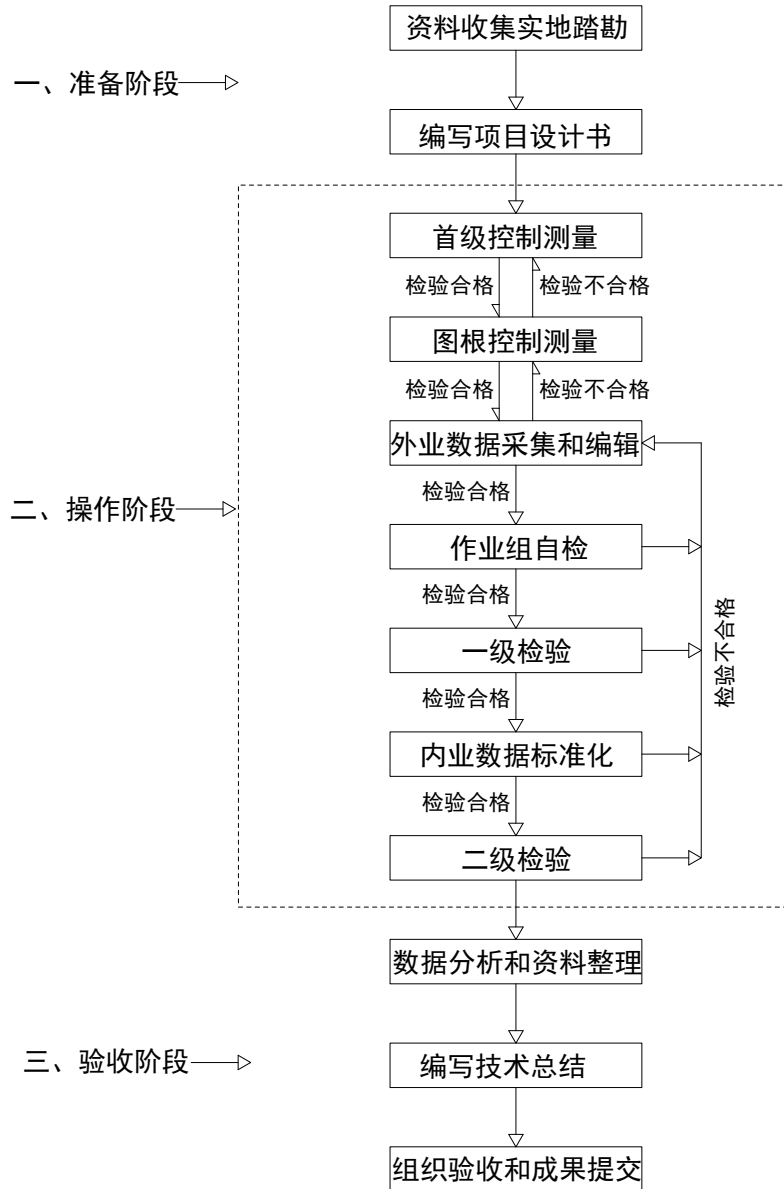 资料收集实地踏勘
一、准备阶段
编写项目设计书
首级控制测量
检验合格
检验不合格
图根控制测量
检验合格
检验不合格
外业数据采集和编辑
检验合格
二、操作阶段
作业组自检
检验合格
检验不合格
一级检验
检验合格
内业数据标准化
检验合格
二级检验
数据分析和资料整理
三、验收阶段
编写技术总结
组织验收和成果提交